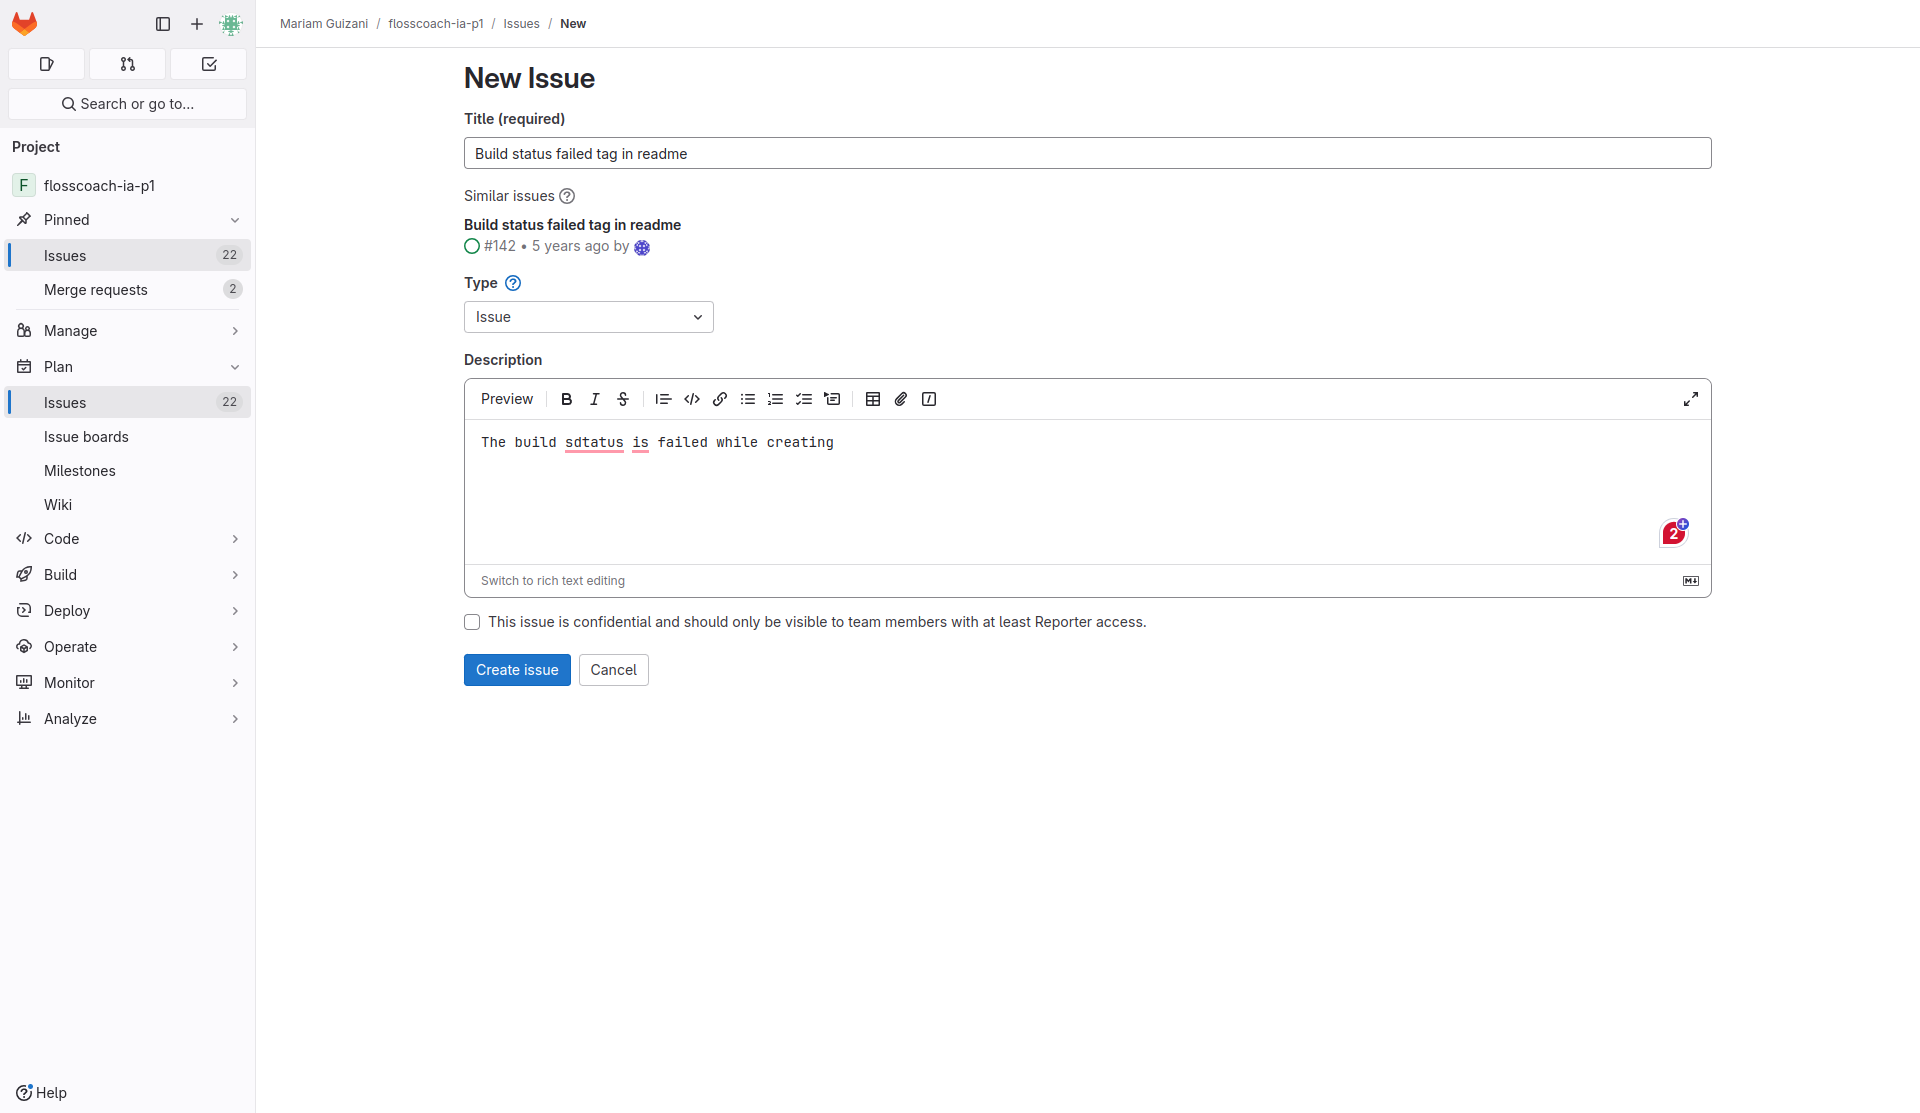 Mariam Guizani / flosscoach-ia-p1 / Issues / New
Search or go to...
Project
F flosscoach-ia-p1
Pinned
Issues 22
Merge requests 2
Manage
Plan
Issues 22
Issue boards
Milestones
Wiki
Code
Build
Deploy
Operate
Monitor
Analyze
Help
New Issue
Title (required)
Build status failed tag in readme
Similar issues ?
Build status failed tag in readme
#142 • 5 years ago by
Type ?
Issue
Description
Preview B I S
The build sdtatus is failed while creating
2
Switch to rich text editing
This issue is confidential and should only be visible to team members with at least Reporter access.
Create issue Cancel